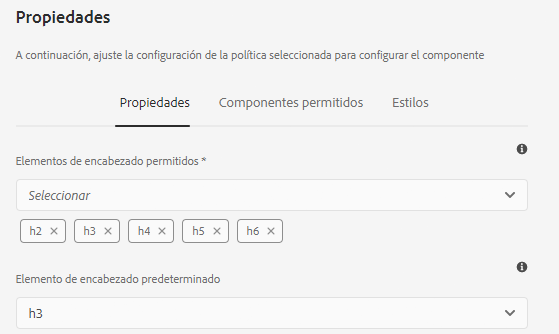 Propiedades
A continuación, ajuste la configuración de la política seleccionada para configurar el componente
Propiedades Componentes permitidos Estilos
Elementos de encabezado permitidos *
Seleccionar
h2 × h3 × h4 × h5 × h6 ×
Elemento de encabezado predeterminado
h3